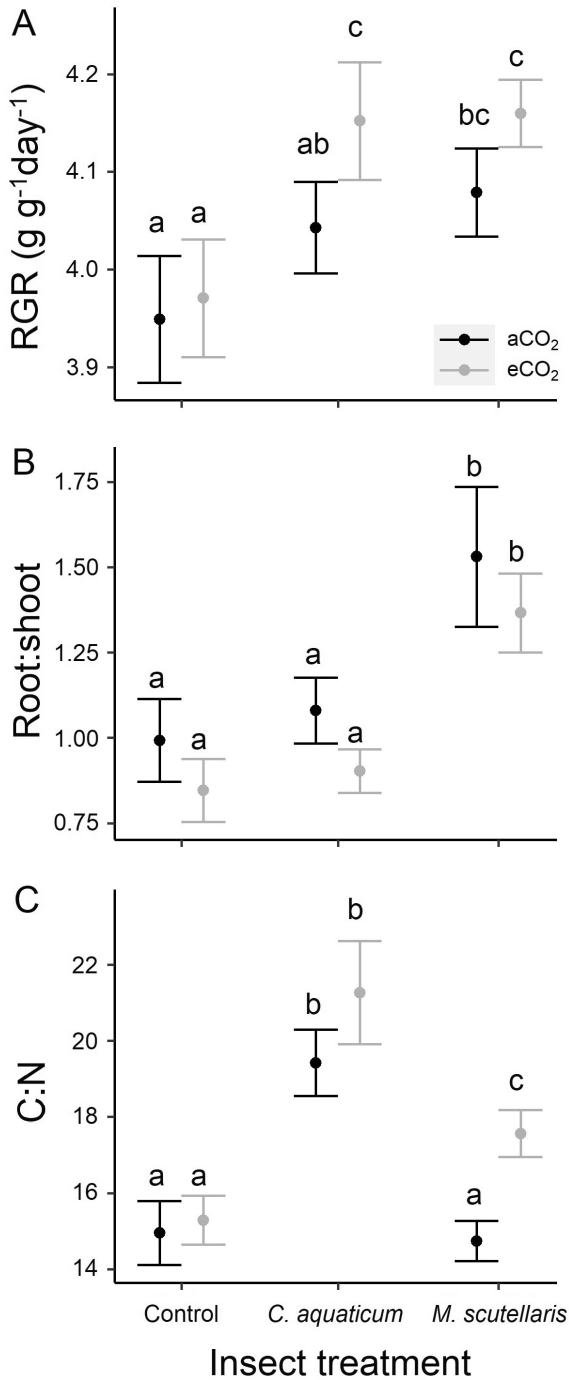 A
RGR (g g⁻¹day⁻¹)
4.2
4.1
4.0
3.9
a
a
ab
c
bc
c
aCO₂
eCO₂
B
Root:shoot
1.75
1.50
1.25
1.00
0.75
a
a
a
a
b
b
C
C:N
22
20
18
16
14
a
a
b
b
a
c
Control
C. aquaticum
M. scutellaris
Insect treatment